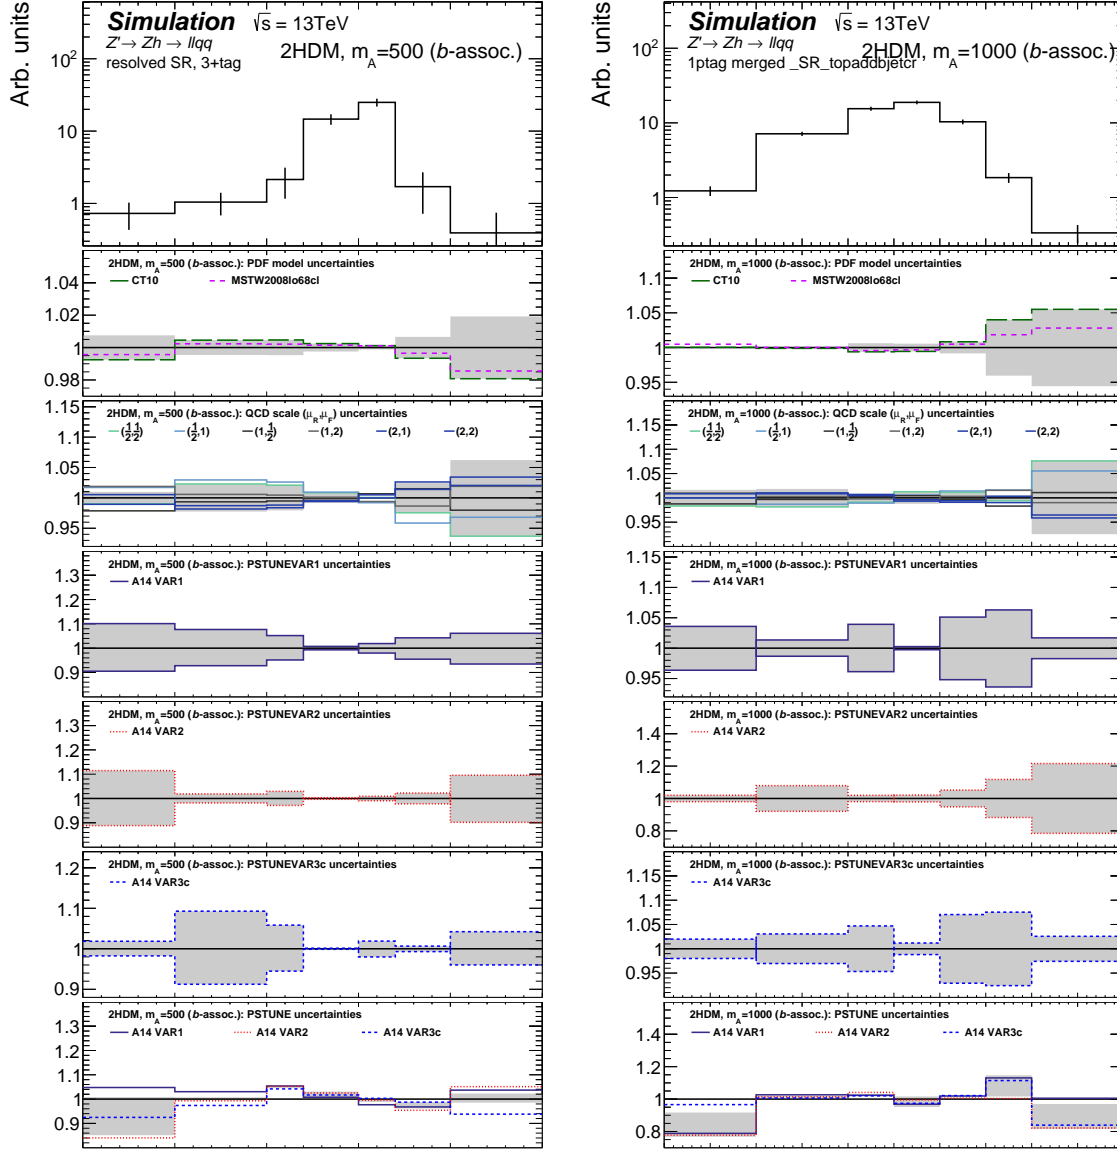 Arb. units
Simulation √s = 13TeV
Z'→ Zh → llqq
resolved SR, 3+tag
2HDM, m_A=500 (b-assoc.)
10²
10
1
2HDM, m_A=500 (b-assoc.): PDF model uncertainties
CT10 MSTW2008lo68cl
1.04
1.02
1
0.98
2HDM, m_A=500 (b-assoc.): QCD scale (μ_R,μ_F) uncertainties
(1/2 1/2) (1/2,1) (1,1/2) (1,2) (2,1) (2,2)
1.15
1.1
1.05
1
0.95
2HDM, m_A=500 (b-assoc.): PSTUNEVAR1 uncertainties
A14 VAR1
1.3
1.2
1.1
1
0.9
2HDM, m_A=500 (b-assoc.): PSTUNEVAR2 uncertainties
A14 VAR2
1.3
1.2
1.1
1
0.9
2HDM, m_A=500 (b-assoc.): PSTUNEVAR3c uncertainties
A14 VAR3c
1.2
1.1
1
0.9
2HDM, m_A=500 (b-assoc.): PSTUNE uncertainties
A14 VAR1 A14 VAR2 A14 VAR3c
1.3
1.2
1.1
1
0.9
Arb. units
Simulation √s = 13TeV
Z'→ Zh → llqq
1ptag merged _SR_topaddbjetcr
2HDM, m_A=1000 (b-assoc.)
10²
10
1
2HDM, m_A=1000 (b-assoc.): PDF model uncertainties
CT10 MSTW2008lo68cl
1.1
1.05
1
0.95
2HDM, m_A=1000 (b-assoc.): QCD scale (μ_R,μ_F) uncertainties
(1/2 1/2) (1/2,1) (1,1/2) (1,2) (2,1) (2,2)
1.15
1.1
1.05
1
0.95
2HDM, m_A=1000 (b-assoc.): PSTUNEVAR1 uncertainties
A14 VAR1
1.15
1.1
1.05
1
0.95
2HDM, m_A=1000 (b-assoc.): PSTUNEVAR2 uncertainties
A14 VAR2
1.4
1.2
1
0.8
2HDM, m_A=1000 (b-assoc.): PSTUNEVAR3c uncertainties
A14 VAR3c
1.15
1.1
1.05
1
0.95
2HDM, m_A=1000 (b-assoc.): PSTUNE uncertainties
A14 VAR1 A14 VAR2 A14 VAR3c
1.4
1.2
1
0.8